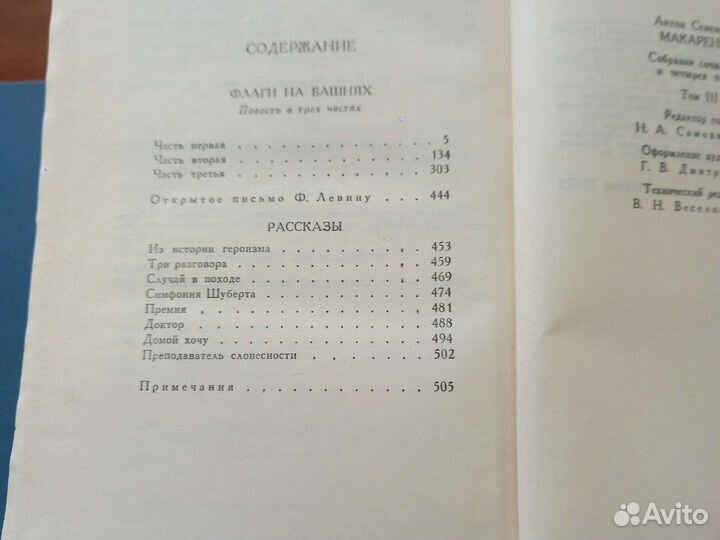 СОДЕРЖАНИЕ
ФЛАГИ НА БАШНЯХ
Повесть в трех частях
Часть первая . . . . . . . . . . . . . 5
Часть вторая . . . . . . . . . . . . . 134
Часть третья . . . . . . . . . . . . . 303
Открытое письмо Ф. Левину . . . . 444
РАССКАЗЫ
Из истории героизма . . . . . . . . . 453
Три разговора . . . . . . . . . . . . 459
Случай в походе . . . . . . . . . . . 469
Симфония Шуберта . . . . . . . . . . 474
Премия . . . . . . . . . . . . . . . 481
Доктор . . . . . . . . . . . . . . . 488
Домой хочу . . . . . . . . . . . . . 494
Преподаватель словесности . . . . . . 502
Примечания . . . . . . . . . . . . . 505
Антон
МАКАРЕН
Собрание
в четырех
Том III
Редактор
Н. А.
Оформление
Г. В.
Технический
В. Н.
Avito